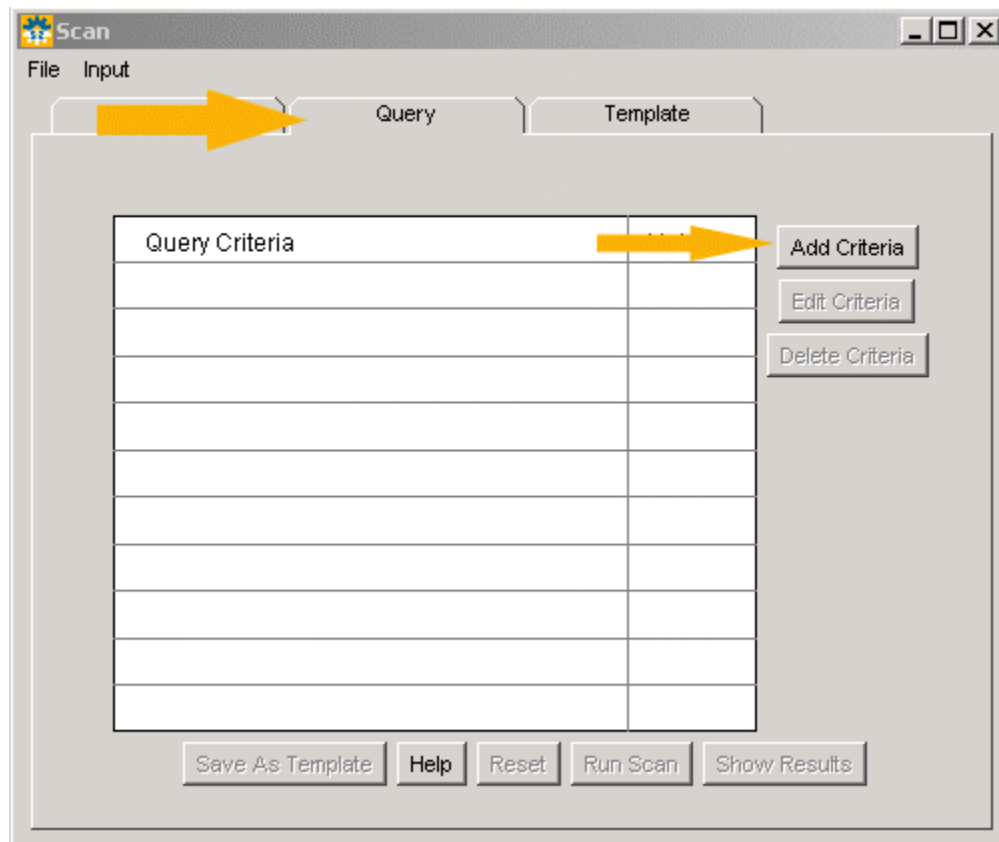 Scan
File Input
Query Template
Query Criteria
Add Criteria
Edit Criteria
Delete Criteria
Save As Template Help Reset Run Scan Show Results